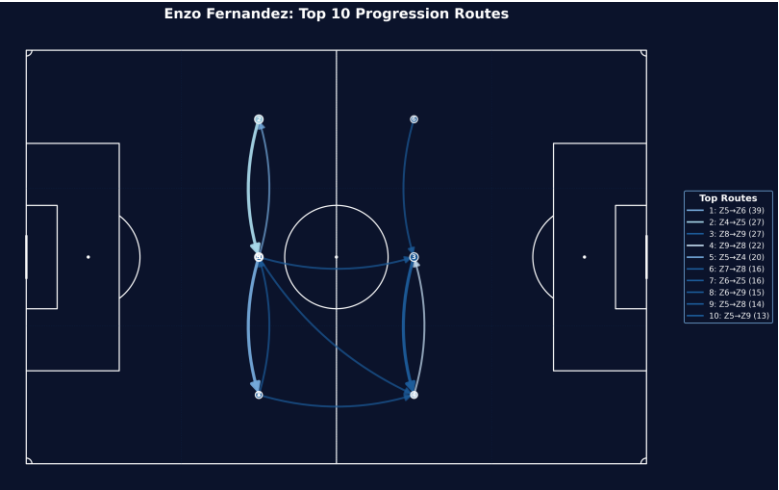 Enzo Fernandez: Top 10 Progression Routes
Top Routes
1: Z5→Z6 (39)
2: Z4→Z5 (27)
3: Z8→Z9 (27)
4: Z9→Z8 (22)
5: Z5→Z4 (20)
6: Z7→Z8 (16)
7: Z6→Z5 (16)
8: Z6→Z9 (15)
9: Z5→Z8 (14)
10: Z5→Z9 (13)